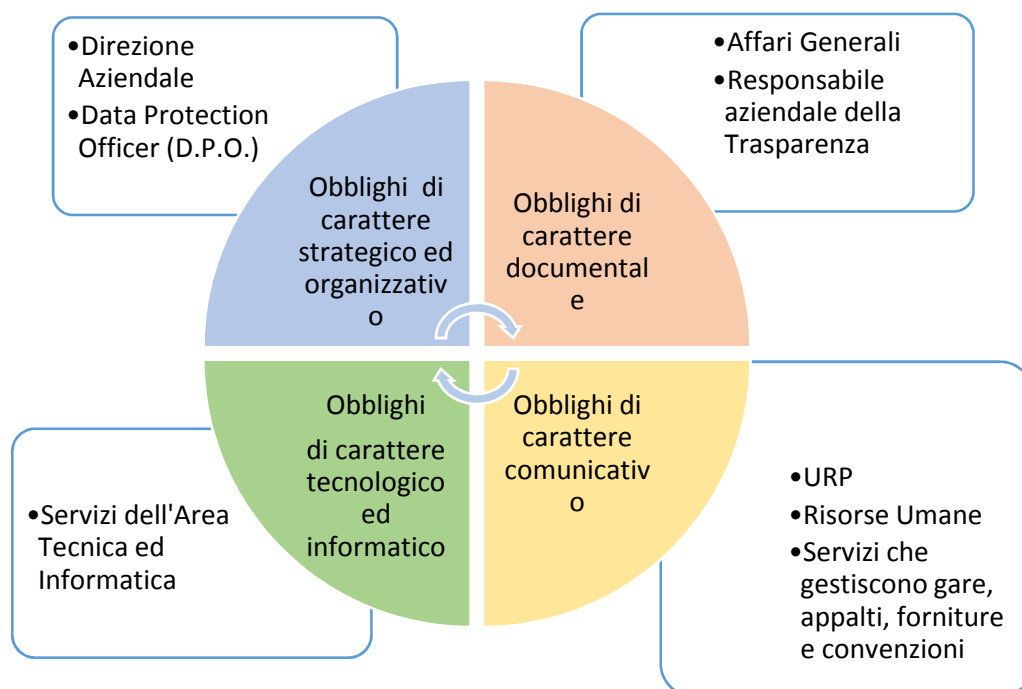 •Direzione
Aziendale
•Data Protection
Officer (D.P.O.)
•Affari Generali
•Responsabile
aziendale della
Trasparenza
Obblighi di
carattere
strategico ed
organizzativ
o
Obblighi di
carattere
documental
e
Obblighi
di carattere
tecnologico
ed
informatico
Obblighi di
carattere
comunicativ
o
•Servizi dell'Area
Tecnica ed
Informatica
•URP
•Risorse Umane
•Servizi che
gestiscono gare,
appalti, forniture
e convenzioni